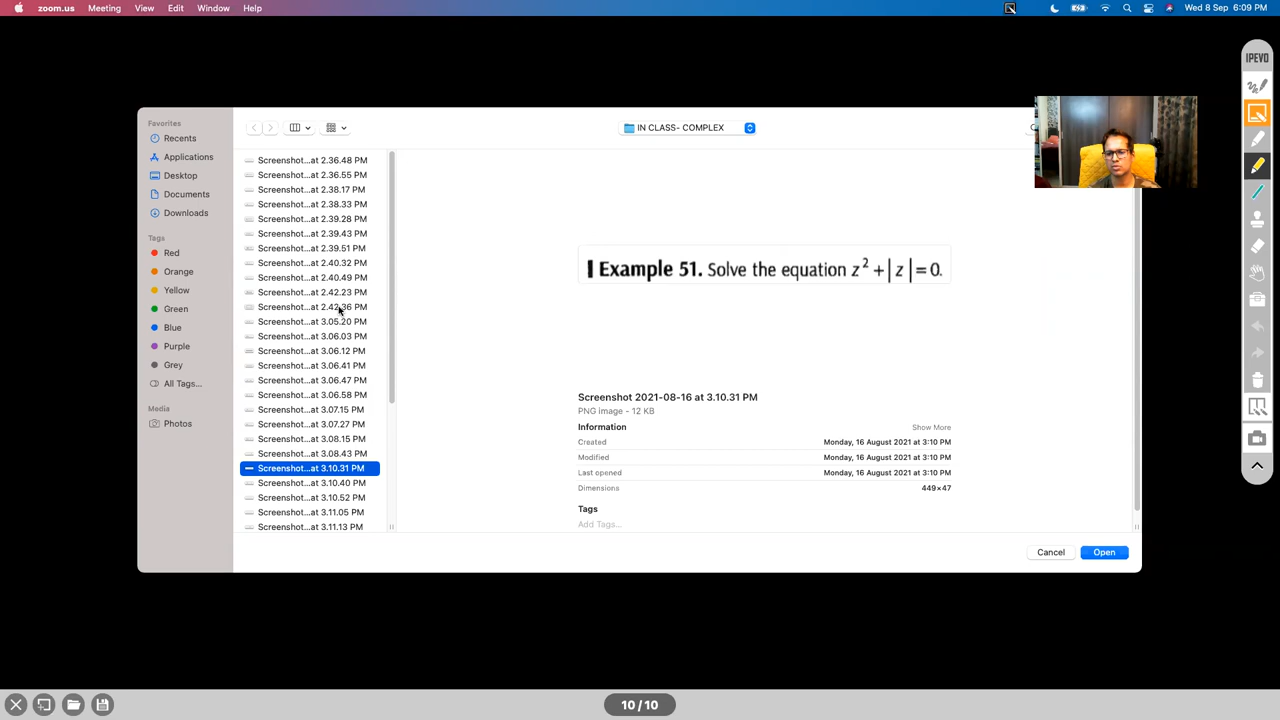 zoom.us Meeting View Edit Window Help
Wed 8 Sep 6:09 PM
IPEVO
Favorites
Recents
Applications
Desktop
Documents
Downloads
Tags
Red
Orange
Yellow
Green
Blue
Purple
Grey
All Tags...
Media
Photos
IN CLASS- COMPLEX
Screenshot...at 2.36.48 PM
Screenshot...at 2.36.55 PM
Screenshot...at 2.38.17 PM
Screenshot...at 2.38.33 PM
Screenshot...at 2.39.28 PM
Screenshot...at 2.39.43 PM
Screenshot...at 2.39.51 PM
Screenshot...at 2.40.32 PM
Screenshot...at 2.40.49 PM
Screenshot...at 2.42.23 PM
Screenshot...at 2.42.36 PM
Screenshot...at 3.05.20 PM
Screenshot...at 3.06.03 PM
Screenshot...at 3.06.12 PM
Screenshot...at 3.06.41 PM
Screenshot...at 3.06.47 PM
Screenshot...at 3.06.58 PM
Screenshot...at 3.07.15 PM
Screenshot...at 3.07.27 PM
Screenshot...at 3.08.15 PM
Screenshot...at 3.08.43 PM
Screenshot...at 3.10.31 PM
Screenshot...at 3.10.40 PM
Screenshot...at 3.10.52 PM
Screenshot...at 3.11.05 PM
Screenshot...at 3.11.13 PM
Example 51. Solve the equation z² + | z | = 0.
Screenshot 2021-08-16 at 3.10.31 PM
PNG image - 12 KB
Information Show More
Created Monday, 16 August 2021 at 3:10 PM
Modified Monday, 16 August 2021 at 3:10 PM
Last opened Monday, 16 August 2021 at 3:10 PM
Dimensions 449×47
Tags
Add Tags...
Cancel Open
10 / 10